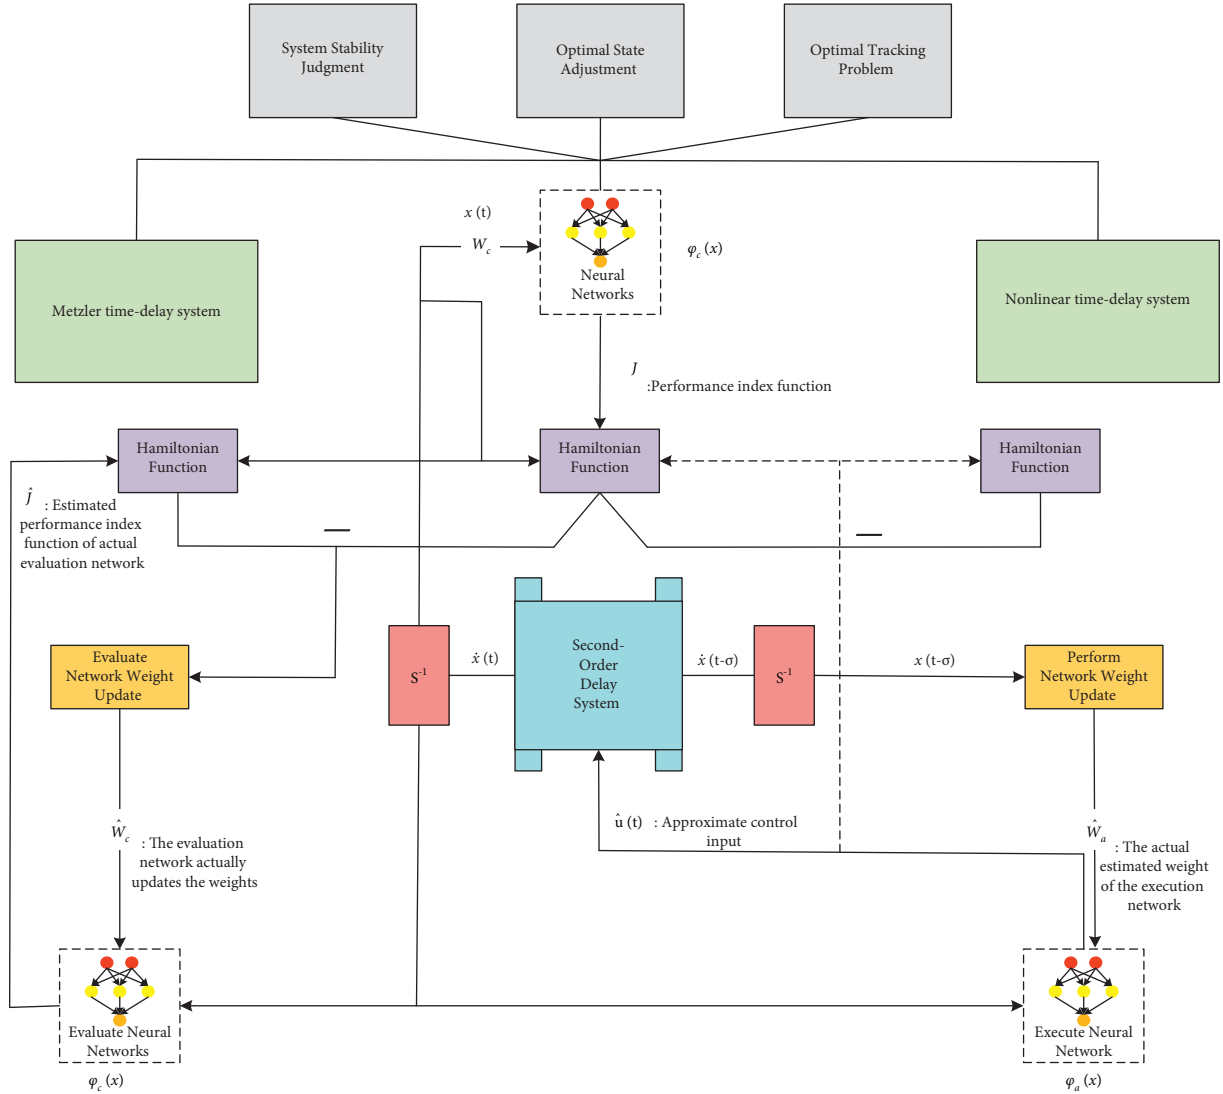 System Stability
Judgment
Optimal State
Adjustment
Optimal Tracking
Problem
x (t)
W_c
φ_c (x)
Neural
Networks
Metzler time-delay system
Nonlinear time-delay system
J
:Performance index function
Hamiltonian
Function
Hamiltonian
Function
Hamiltonian
Function
Ĵ
: Estimated
performance index
function of actual
evaluation network
Evaluate
Network Weight
Update
S⁻¹
ẋ (t)
Second-
Order
Delay
System
ẋ (t-σ)
S⁻¹
x (t-σ)
Perform
Network Weight
Update
Ŵ_c
: The evaluation
network actually
updates the weights
û (t) : Approximate control
input
Ŵ_a
: The actual
estimated weight
of the execution
network
Evaluate Neural
Networks
φ_c (x)
Execute Neural
Network
φ_a (x)